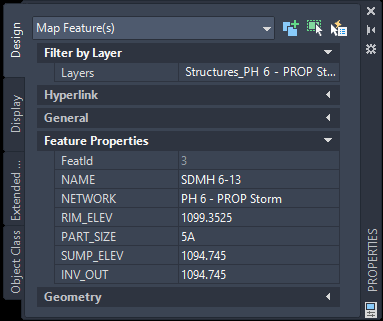 Map Feature(s)
Filter by Layer
Layers Structures_PH 6 - PROP St...
Hyperlink
General
Feature Properties
FeatId 3
NAME SDMH 6-13
NETWORK PH 6 - PROP Storm
RIM_ELEV 1099.3525
PART_SIZE 5A
SUMP_ELEV 1094.745
INV_OUT 1094.745
Geometry
Design
Display
Extended ...
Object Class
PROPERTIES